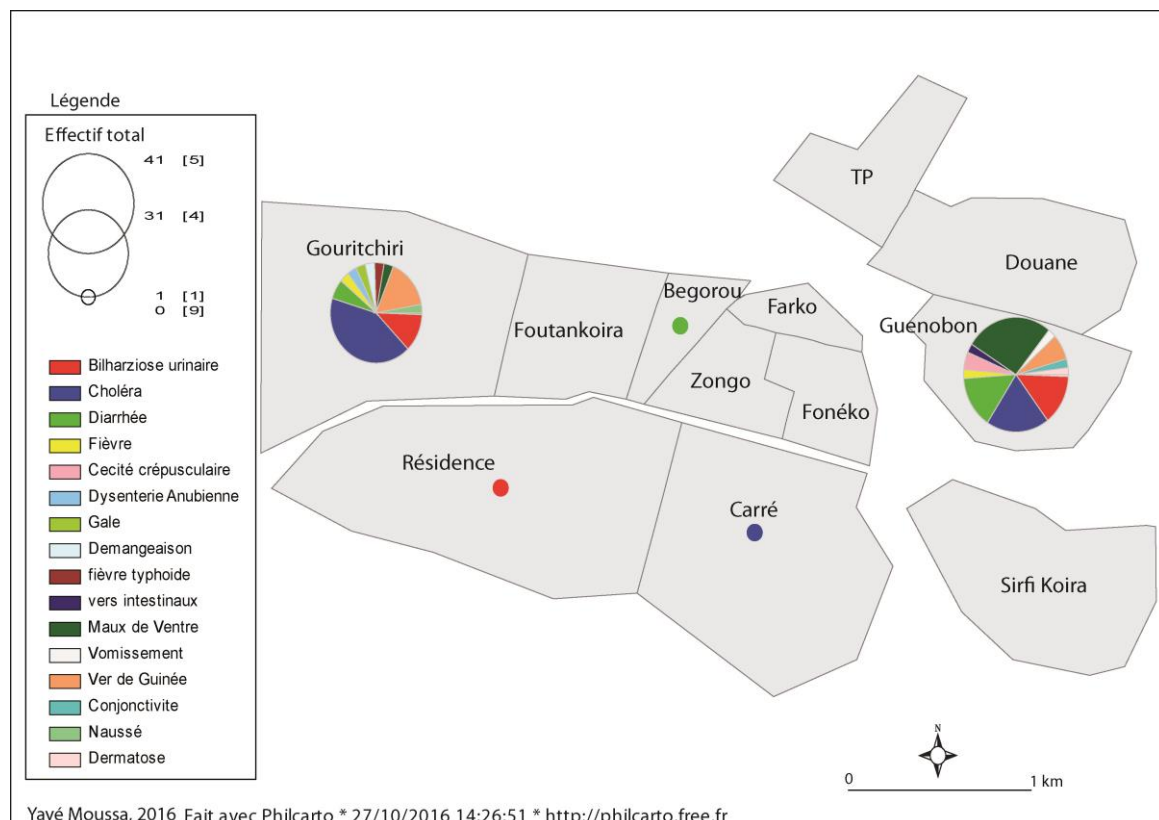 Légende
Effectif total
41 [5]
31 [4]
1 [1]
0 [9]
Bilharziose urinaire
Choléra
Diarrhée
Fièvre
Cecité crépusculaire
Dysenterie Anubienne
Gale
Demangeaison
fièvre typhoide
vers intestinaux
Maux de Ventre
Vomissement
Ver de Guinée
Conjonctivite
Naussé
Dermatose
TP
Gouritchiri
Douane
Begorou
Farko
Guenobon
Foutankoira
Zongo
Fonéko
Résidence
Carré
Sirfi Koira
N
0 1 km
Yayé Moussa, 2016 Fait avec Philcarto * 27/10/2016 14:26:51 * http://philcarto.free.fr